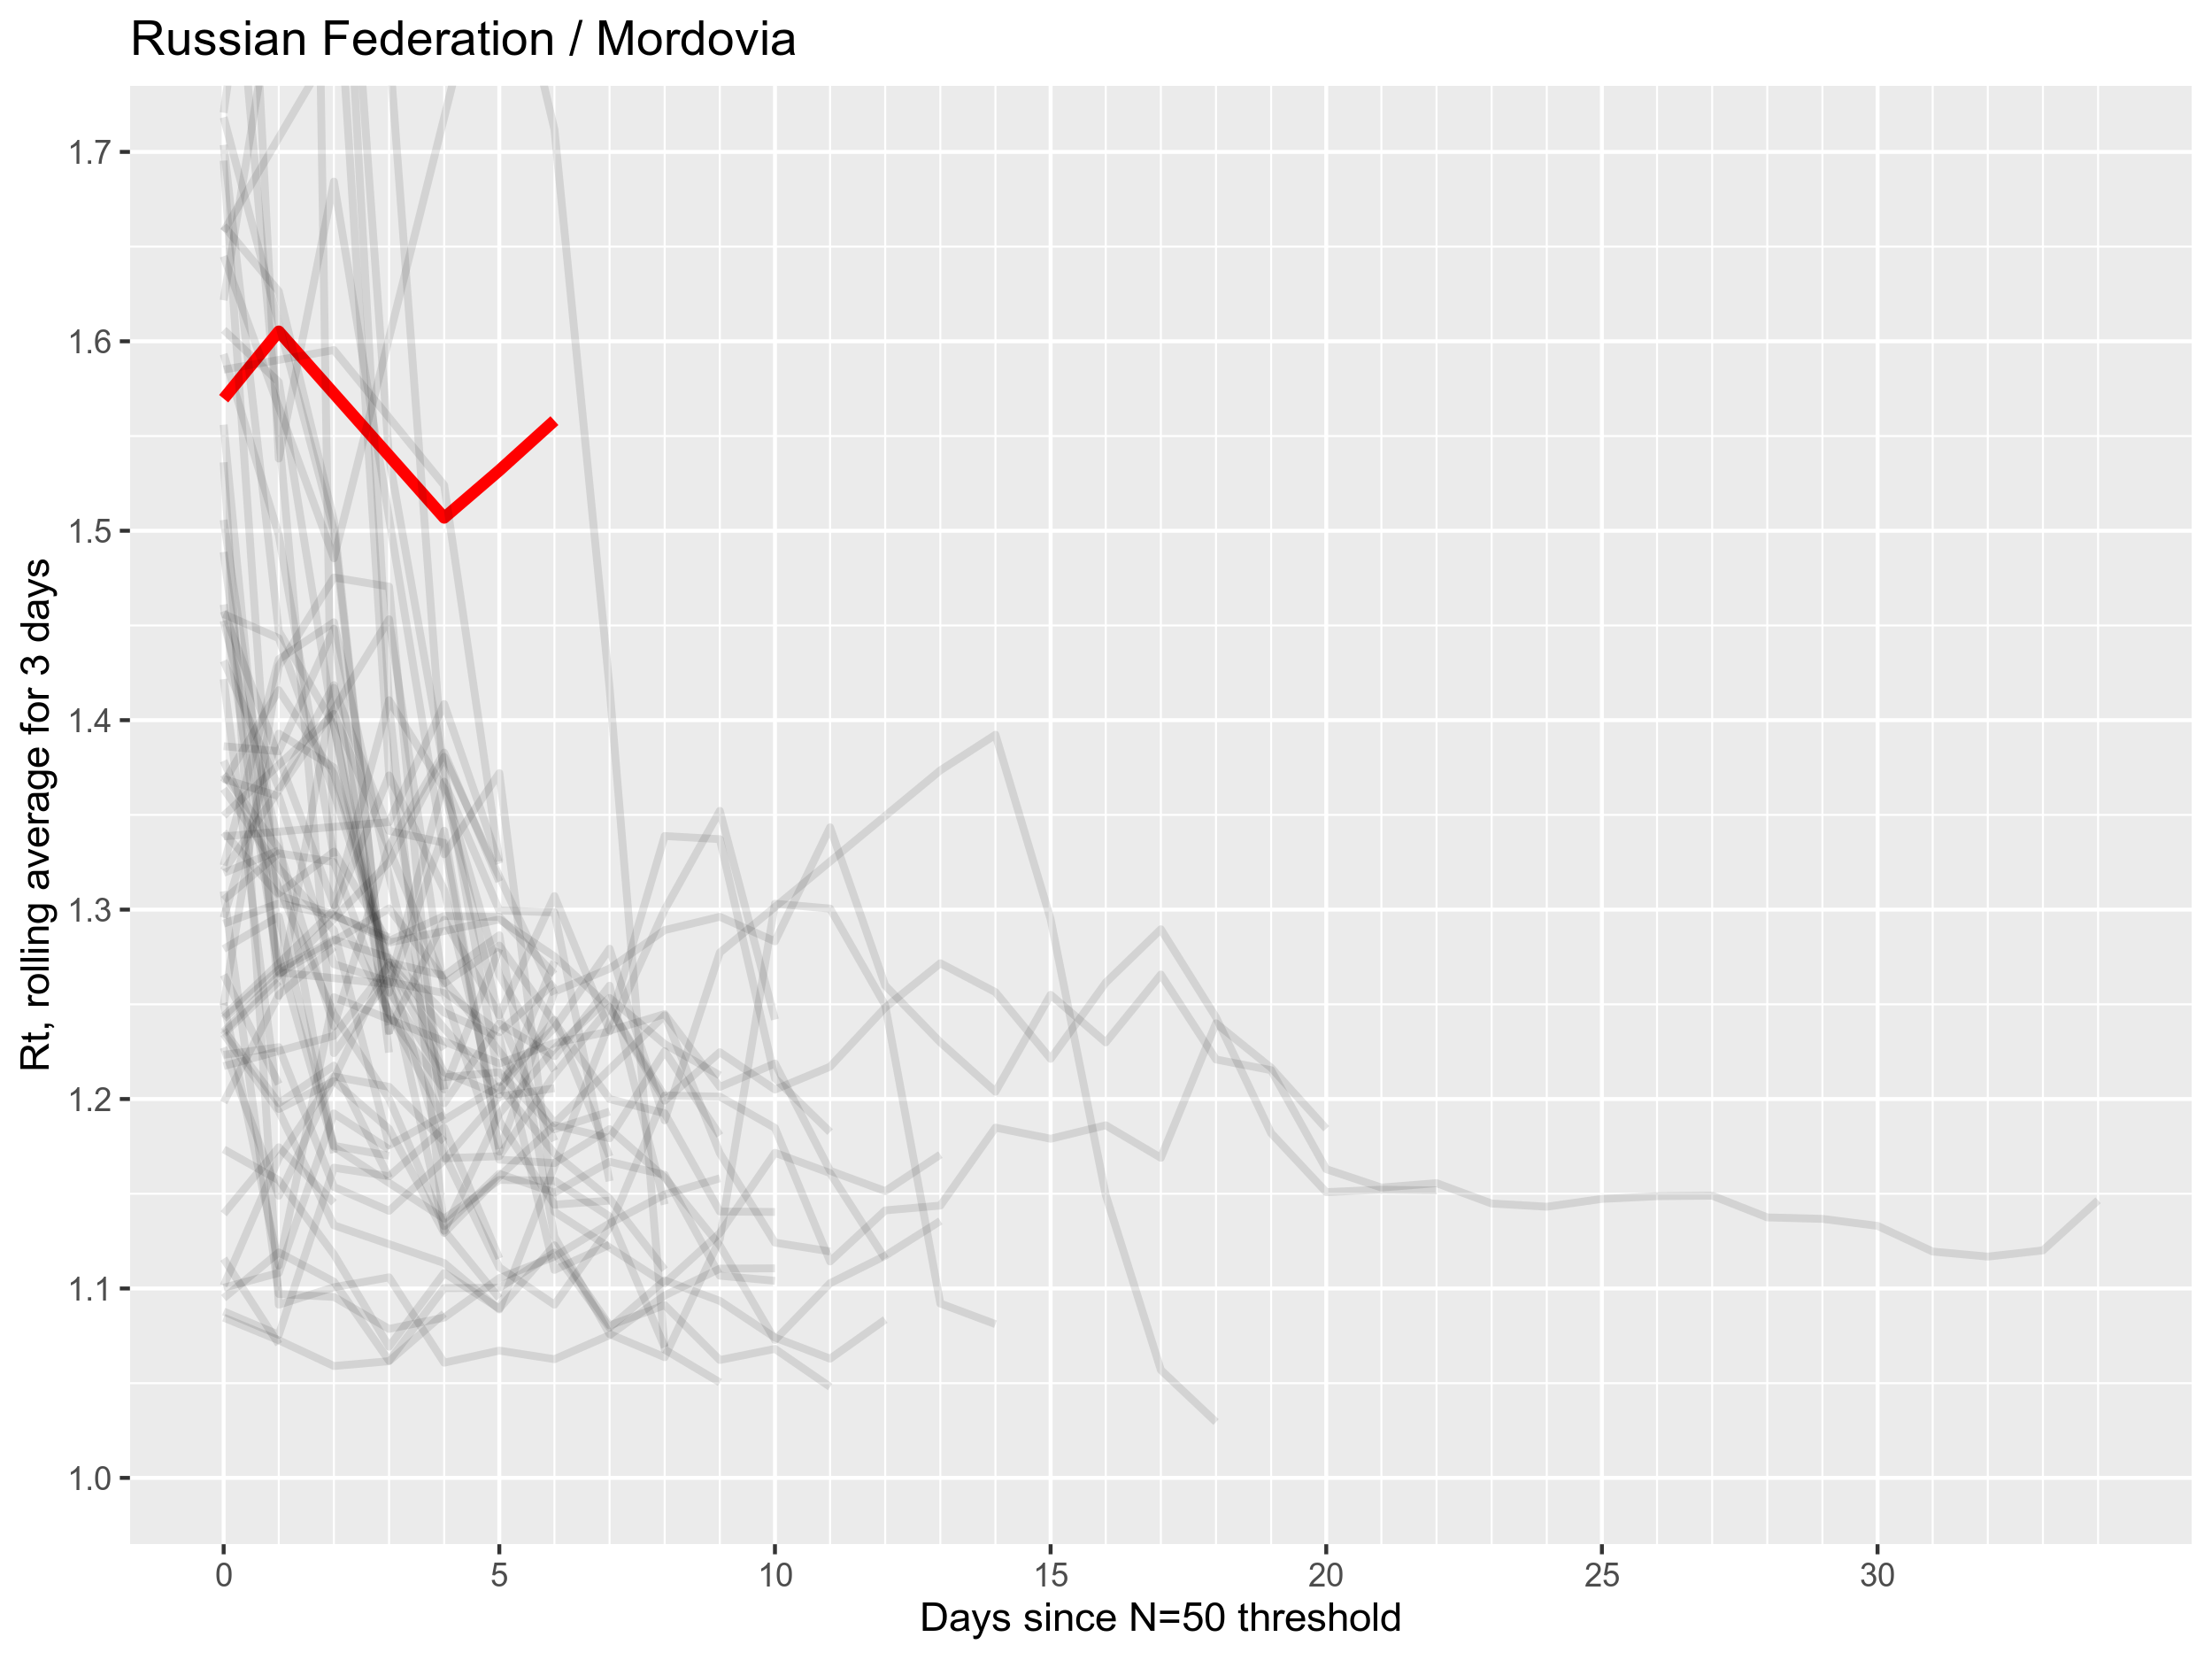 Russian Federation / Mordovia
Rt, rolling average for 3 days
1.7
1.6
1.5
1.4
1.3
1.2
1.1
1.0
0 5 10 15 20 25 30
Days since N=50 threshold